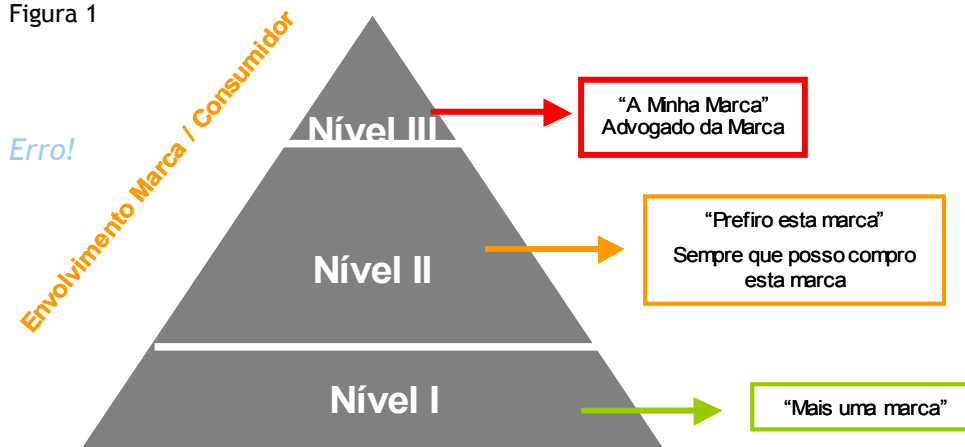 Figura 1
Erro!
Envolvimento Marca / Consumidor
Nível III
“A Minha Marca”
Advogado da Marca
Nível II
“Prefiro esta marca”
Sempre que posso compro
esta marca
Nível I
“Mais uma marca”